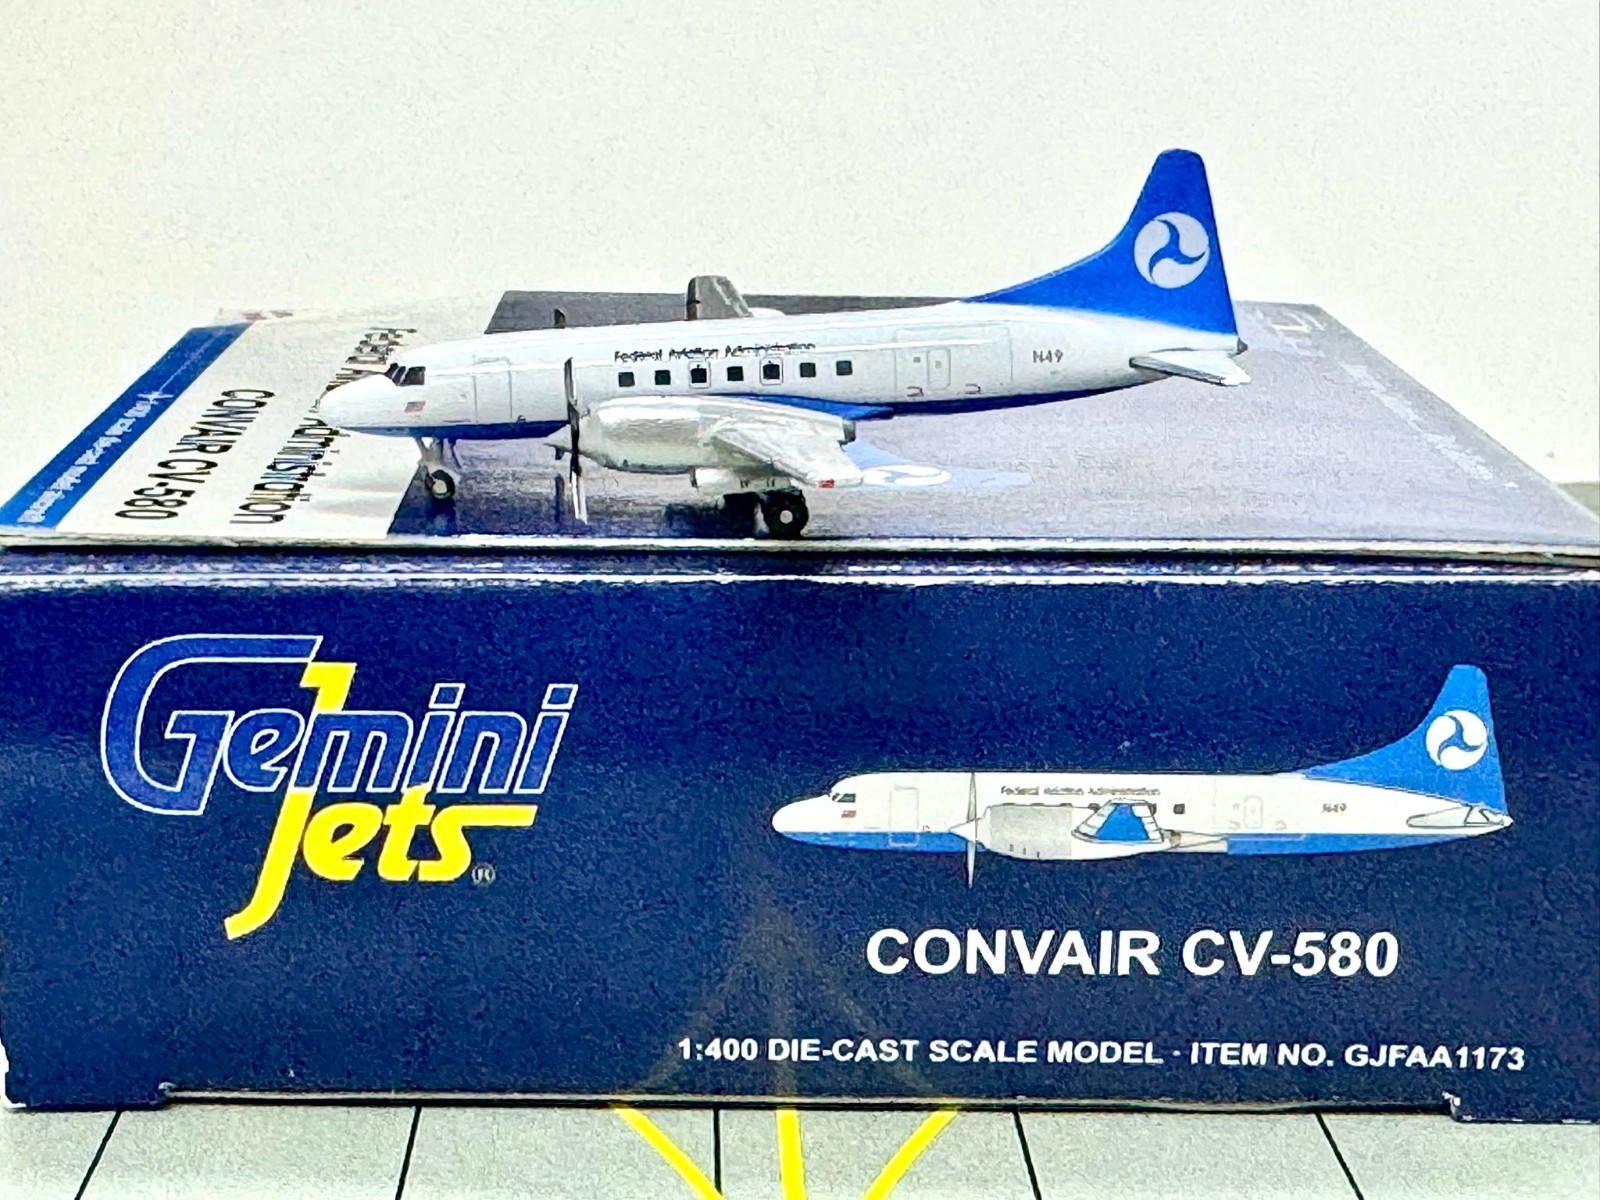 Federal Aviation Administration
N49
Administration
CONVAIR CV-580
Gemini
Jets®
Federal Aviation Administration
N49
CONVAIR CV-580
1:400 DIE-CAST SCALE MODEL · ITEM NO. GJFAA1173